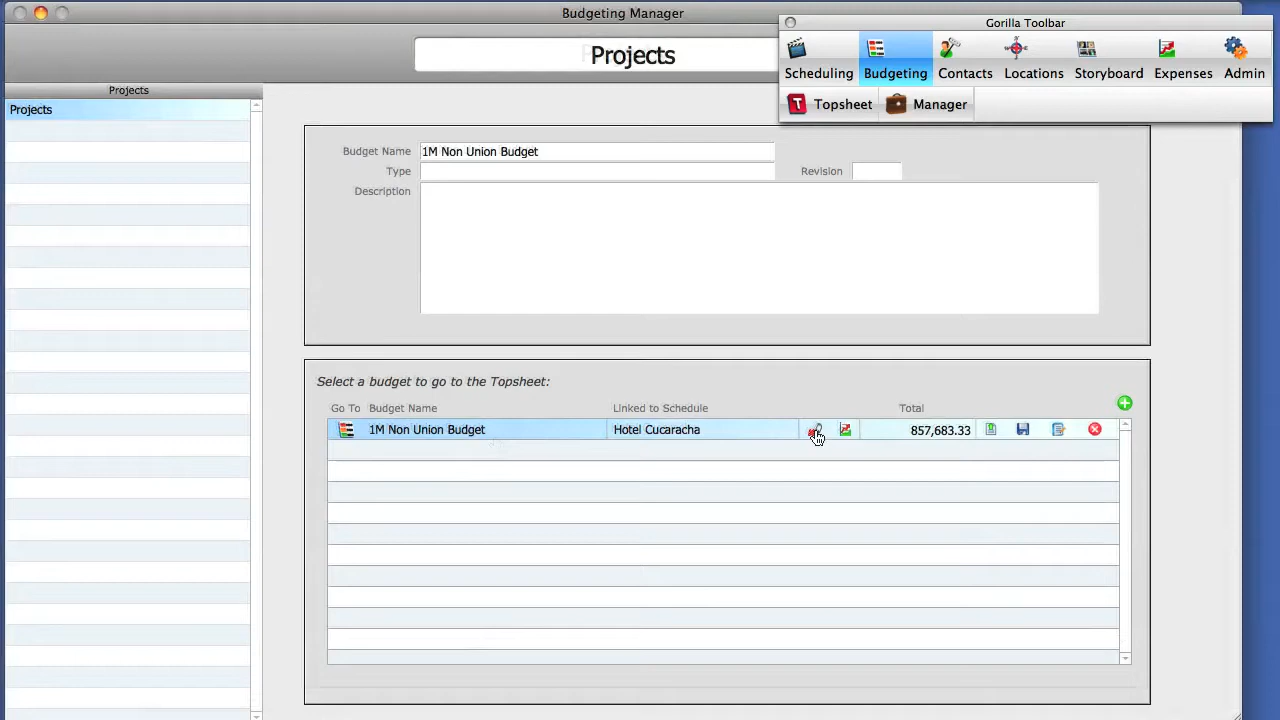 Budgeting Manager
Gorilla Toolbar
Projects
Scheduling Budgeting Contacts Locations Storyboard Expenses Admin
T Topsheet Manager
Projects
Projects
Budget Name 1M Non Union Budget
Type Revision
Description
Select a budget to go to the Topsheet:
Go To Budget Name Linked to Schedule Total
1M Non Union Budget Hotel Cucaracha 857,683.33